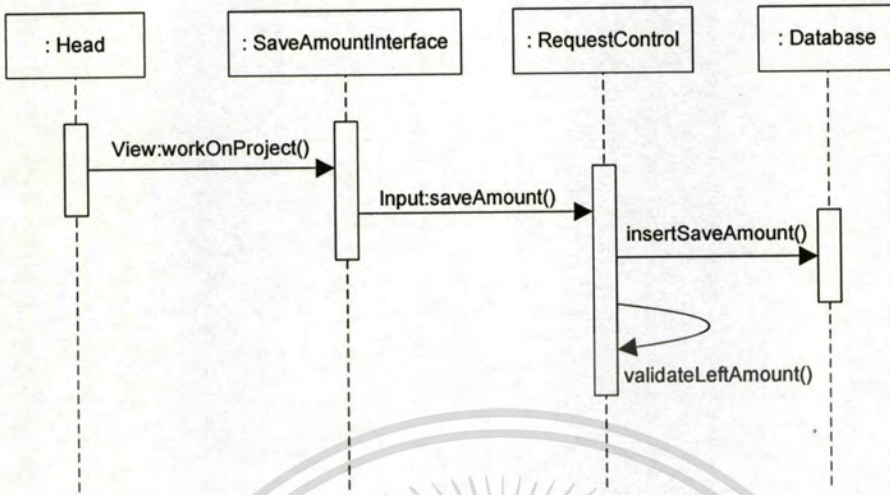 : Head
: SaveAmountInterface
: RequestControl
: Database
View:workOnProject()
Input:saveAmount()
insertSaveAmount()
validateLeftAmount()